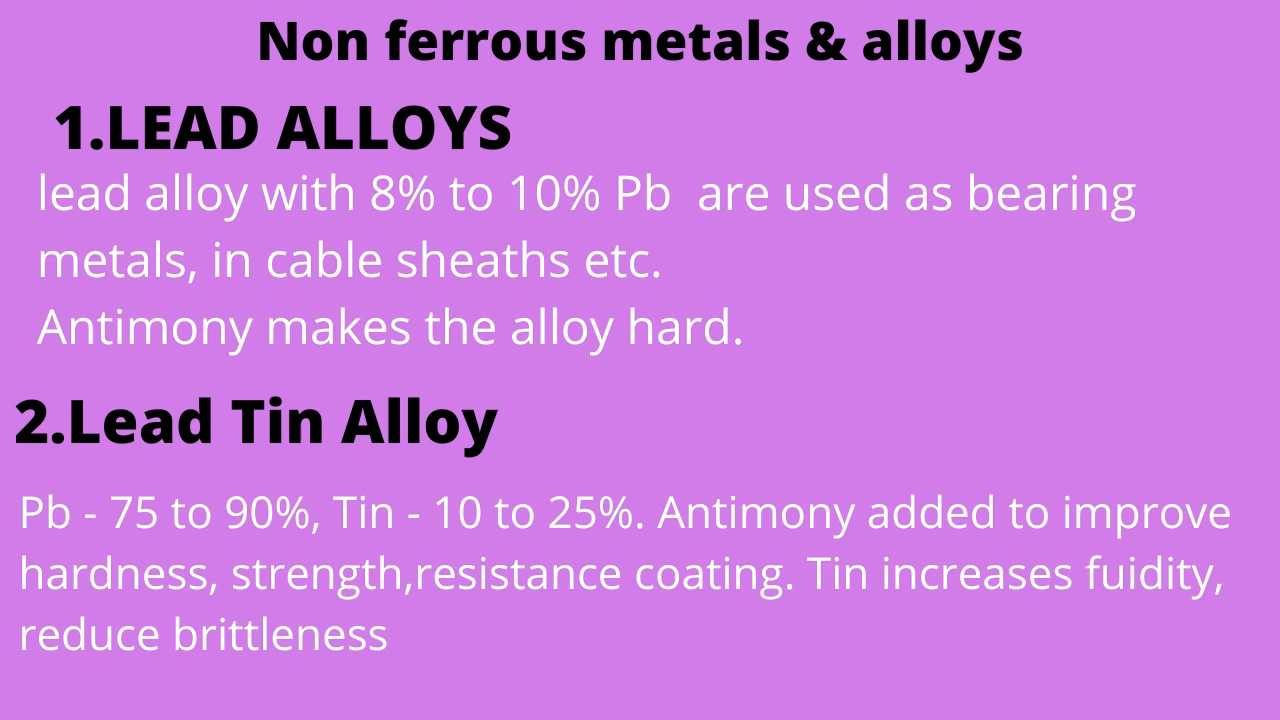 Non ferrous metals & alloys
1.LEAD ALLOYS
lead alloy with 8% to 10% Pb  are used as bearing
metals, in cable sheaths etc.
Antimony makes the alloy hard.
2.Lead Tin Alloy
Pb - 75 to 90%, Tin - 10 to 25%. Antimony added to improve
hardness, strength,resistance coating. Tin increases fuidity,
reduce brittleness